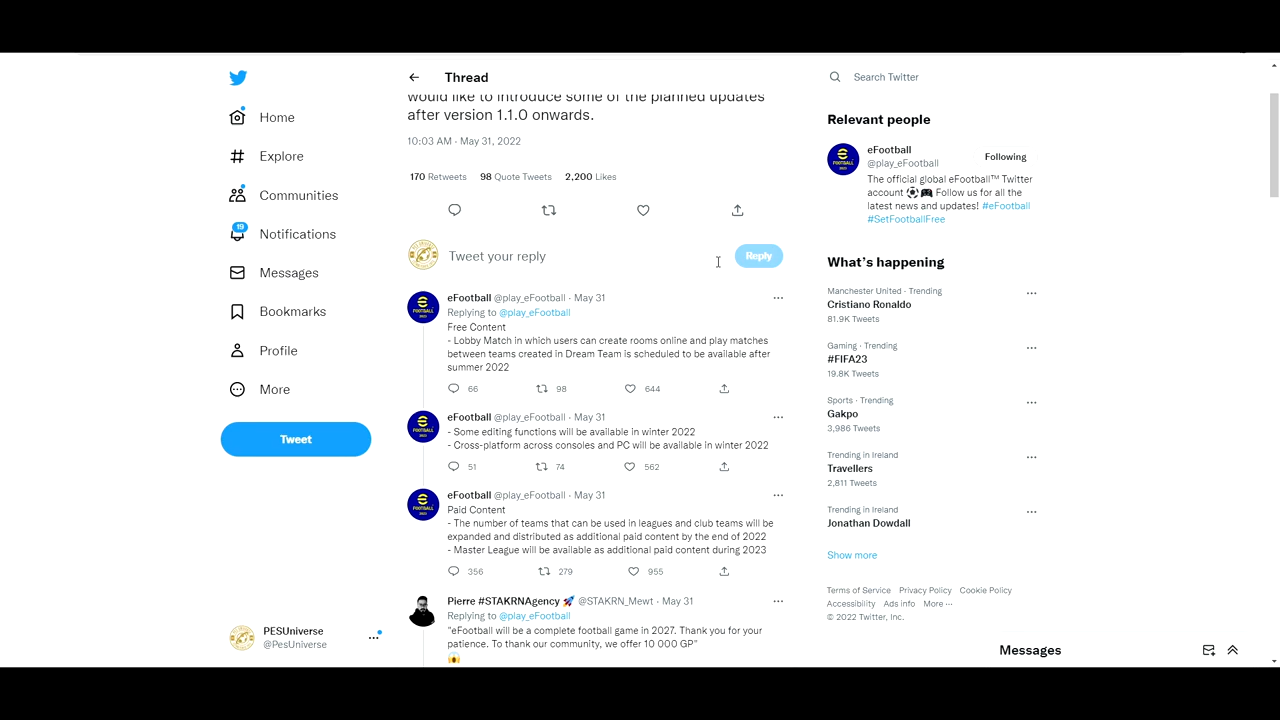 Home
Explore
Communities
19
Notifications
Messages
Bookmarks
Profile
More
Tweet
PESUniverse
@PesUniverse
Thread
would like to introduce some of the planned updates
after version 1.1.0 onwards.
10:03 AM · May 31, 2022
170 Retweets 98 Quote Tweets 2,200 Likes
Tweet your reply
Reply
eFootball @play_eFootball · May 31
Replying to @play_eFootball
Free Content
- Lobby Match in which users can create rooms online and play matches
between teams created in Dream Team is scheduled to be available after
summer 2022
66 98 644
eFootball @play_eFootball · May 31
- Some editing functions will be available in winter 2022
- Cross-platform across consoles and PC will be available in winter 2022
51 74 562
eFootball @play_eFootball · May 31
Paid Content
- The number of teams that can be used in leagues and club teams will be
expanded and distributed as additional paid content by the end of 2022
- Master League will be available as additional paid content during 2023
356 279 955
Pierre #STAKRNAgency 🚀 @STAKRN_Mewt · May 31
Replying to @play_eFootball
"eFootball will be a complete football game in 2027. Thank you for your
patience. To thank our community, we offer 10 000 GP"
Search Twitter
Relevant people
eFootball
@play_eFootball
Following
The official global eFootball™ Twitter
account ⚽🎮 Follow us for all the
latest news and updates! #eFootball
#SetFootballFree
What's happening
Manchester United · Trending
Cristiano Ronaldo
81.9K Tweets
Gaming · Trending
#FIFA23
19.8K Tweets
Sports · Trending
Gakpo
3,986 Tweets
Trending in Ireland
Travellers
2,811 Tweets
Trending in Ireland
Jonathan Dowdall
Show more
Terms of Service Privacy Policy Cookie Policy
Accessibility Ads info More ···
© 2022 Twitter, Inc.
Messages